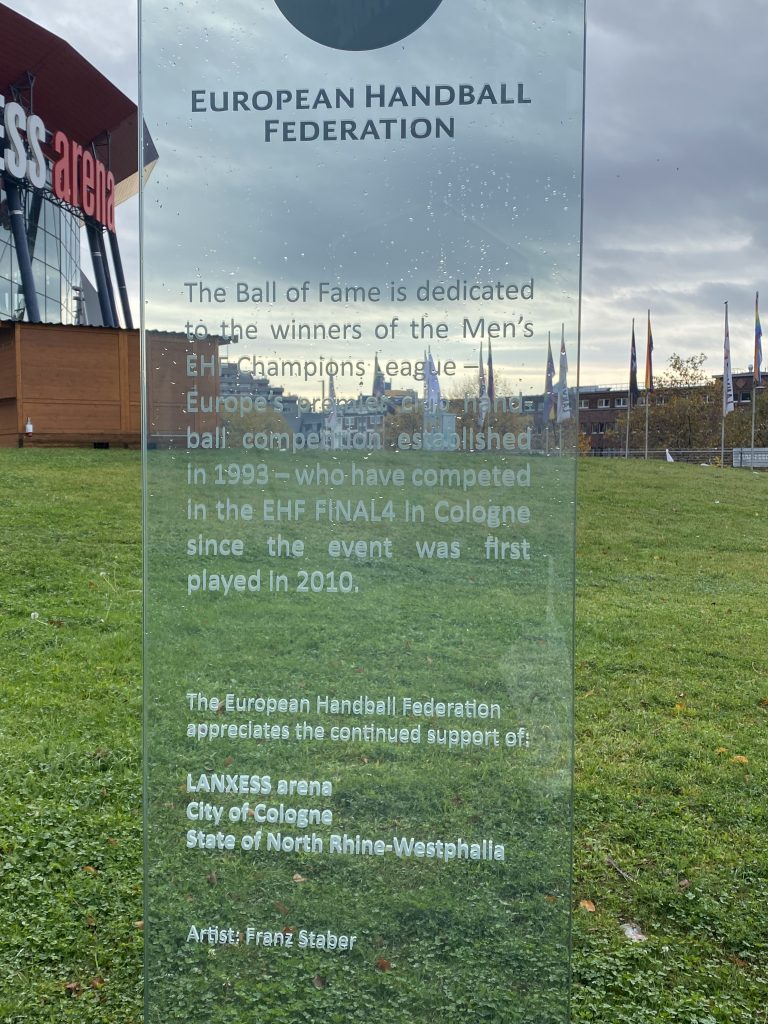 EUROPEAN HANDBALL
FEDERATION
ESS arena
The Ball of Fame is dedicated
to the winners of the Men's
EHF Champions League –
Europe's premier club hand
ball competition established
in 1993 – who have competed
in the EHF FINAL4 in Cologne
since the event was first
played in 2010.
The European Handball Federation
appreciates the continued support of:
LANXESS arena
City of Cologne
State of North Rhine-Westphalia
Artist: Franz Staber